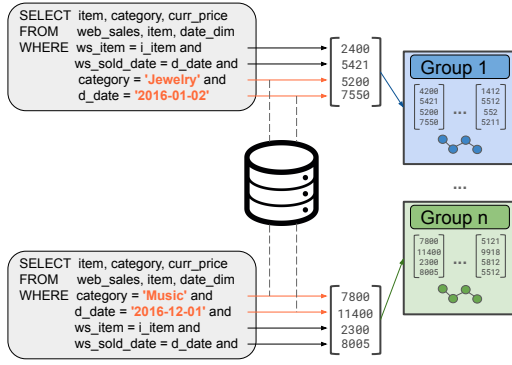 SELECT item, category, curr_price
FROM web_sales, item, date_dim
WHERE ws_item = i_item and
ws_sold_date = d_date and
category = 'Jewelry' and
d_date = '2016-01-02'
2400
5421
5200
7550
Group 1
4200 1412
5421 5512
5200 ... 552
7550 5211
...
Group n
7800 5121
11400 9918
2300 ... 5812
8005 5512
SELECT item, category, curr_price
FROM web_sales, item, date_dim
WHERE category = 'Music' and
d_date = '2016-12-01' and
ws_item = i_item and
ws_sold_date = d_date and
7800
11400
2300
8005